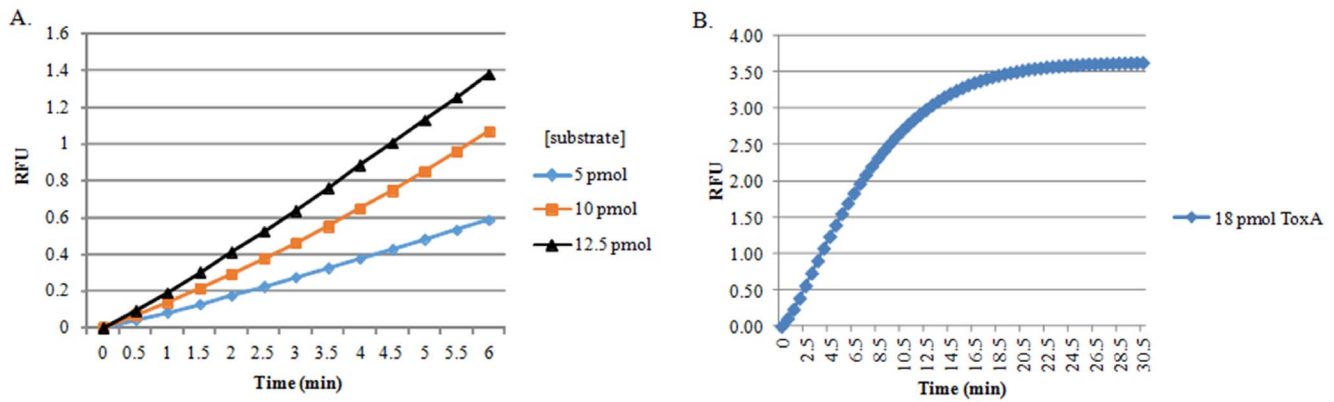 A.
1.6
1.4
1.2
1
0.8
0.6
0.4
0.2
0
RFU
0 0.5 1 1.5 2 2.5 3 3.5 4 4.5 5 5.5 6
Time (min)
[substrate]
5 pmol
10 pmol
12.5 pmol
B.
4.00
3.50
3.00
2.50
2.00
1.50
1.00
0.50
0.00
RFU
0 2.5 4.5 6.5 8.5 10.5 12.5 14.5 16.5 18.5 20.5 22.5 24.5 26.5 28.5 30.5
Time (min)
18 pmol ToxA